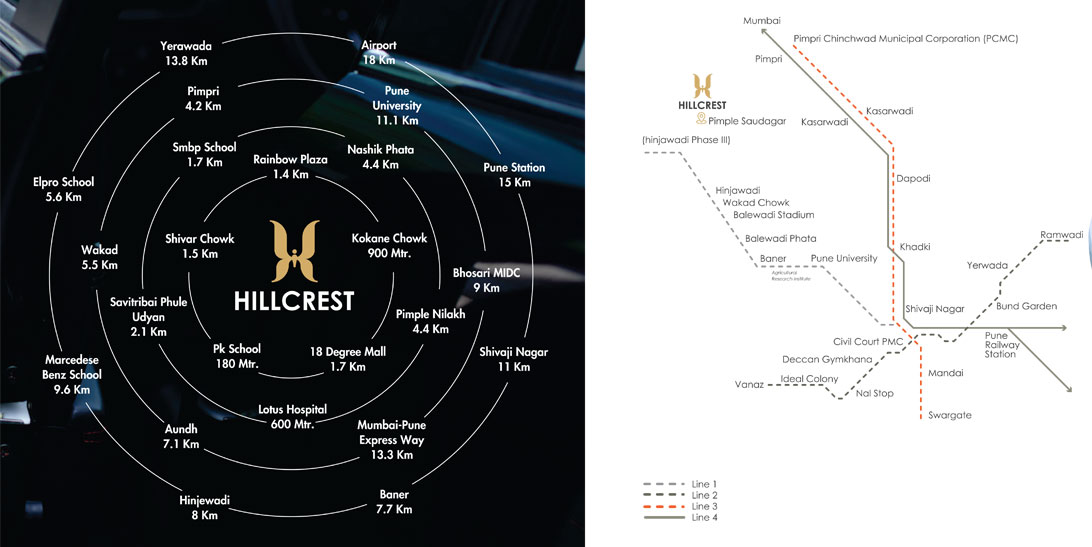 Yerawada
13.8 Km
Airport
18 Km
Pimpri
4.2 Km
Pune
University
11.1 Km
Smbp School
1.7 Km
Rainbow Plaza
1.4 Km
Nashik Phata
4.4 Km
Elpro School
5.6 Km
Pune Station
15 Km
Wakad
5.5 Km
Shivar Chowk
1.5 Km
Kokane Chowk
900 Mtr.
HILLCREST
Bhosari MIDC
9 Km
Savitribai Phule
Udyan
2.1 Km
Pimple Nilakh
4.4 Km
Marcedese
Benz School
9.6 Km
Pk School
180 Mtr.
18 Degree Mall
1.7 Km
Shivaji Nagar
11 Km
Lotus Hospital
600 Mtr.
Aundh
7.1 Km
Mumbai-Pune
Express Way
13.3 Km
Hinjewadi
8 Km
Baner
7.7 Km
Mumbai
Pimpri Chinchwad Municipal Corporation (PCMC)
Pimpri
HILLCREST
Pimple Saudagar
Kasarwadi
Kasarwadi
(hinjawadi Phase III)
Dapodi
Hinjawadi
Wakad Chowk
Balewadi Stadium
Balewadi Phata
Baner
Pune University
Agricultural
Research Institute
Khadki
Ramwadi
Yerwada
Bund Garden
Shivaji Nagar
Civil Court PMC
Pune
Railway
Station
Deccan Gymkhana
Mandai
Vanaz
Ideal Colony
Nal Stop
Swargate
Line 1
Line 2
Line 3
Line 4